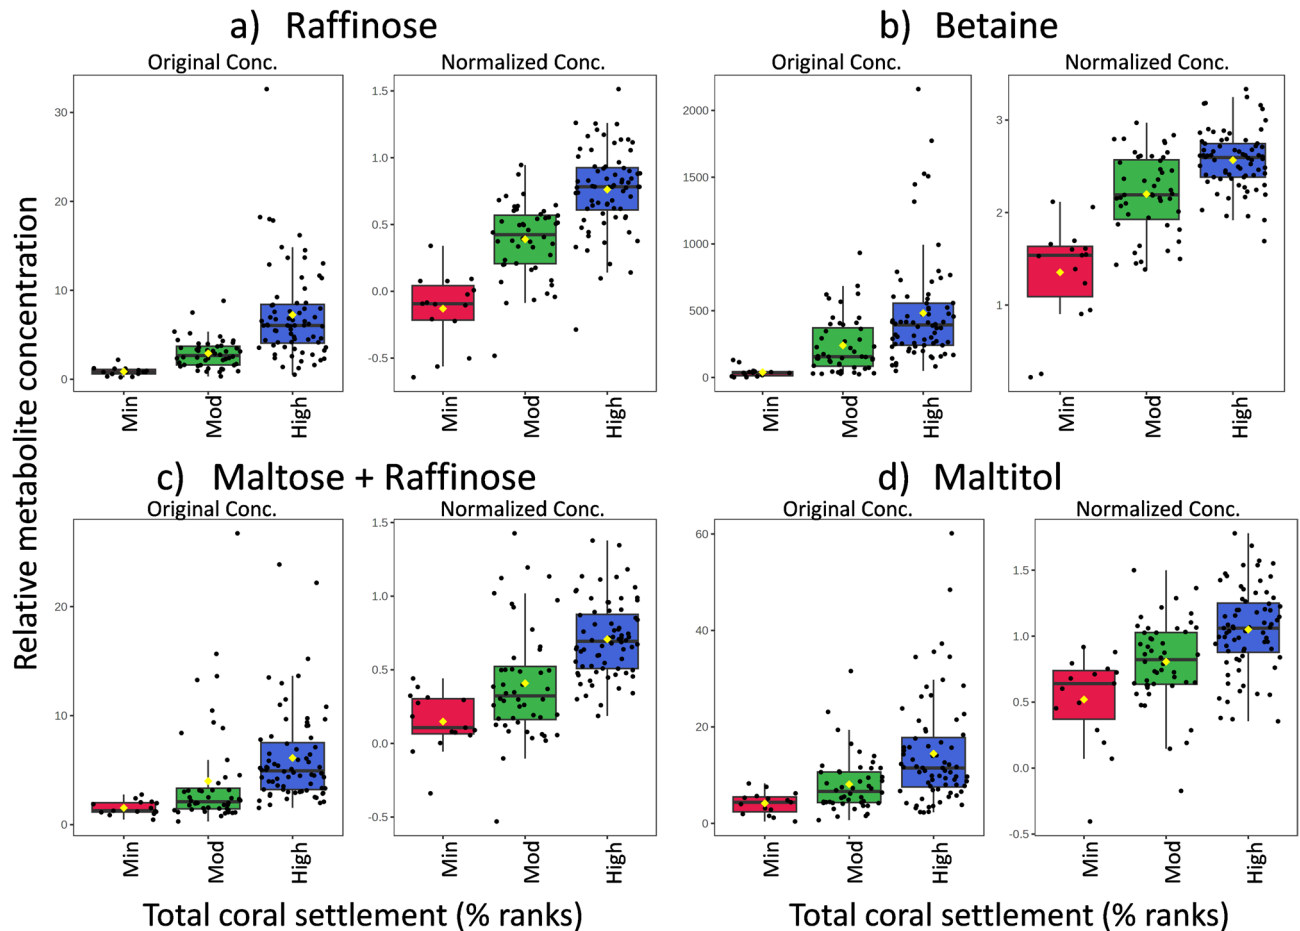 a) Raffinose
b) Betaine
Original Conc.
Normalized Conc.
Original Conc.
Normalized Conc.
30
20
10
0
1.5
1.0
0.5
0.0
-0.5
2000
1500
1000
500
0
3
2
1
Min
Mod
High
Min
Mod
High
Min
Mod
High
Min
Mod
High
Relative metabolite concentration
c) Maltose + Raffinose
d) Maltitol
Original Conc.
Normalized Conc.
Original Conc.
Normalized Conc.
20
10
0
1.5
1.0
0.5
0.0
-0.5
60
40
20
0
1.5
1.0
0.5
0.0
-0.5
Min
Mod
High
Min
Mod
High
Min
Mod
High
Min
Mod
High
Total coral settlement (% ranks)
Total coral settlement (% ranks)